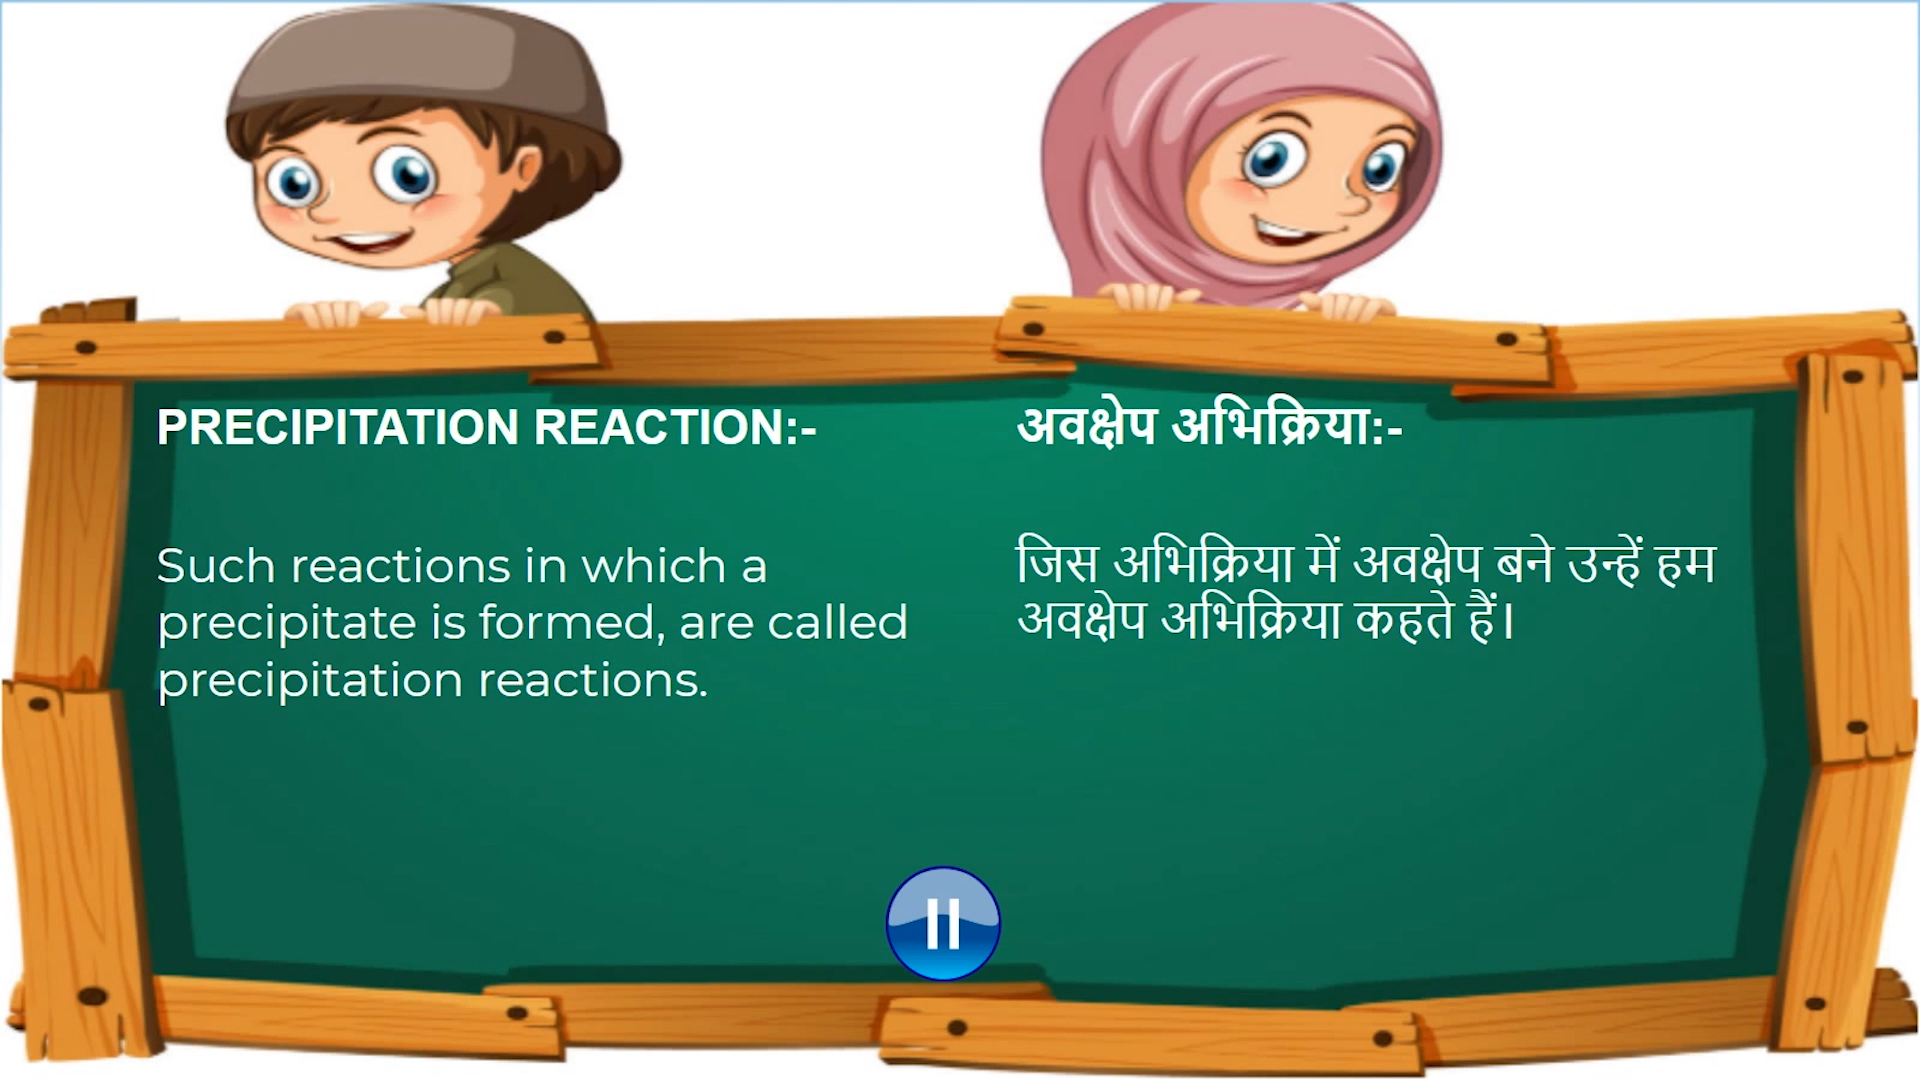 PRECIPITATION REACTION:-
Such reactions in which a
precipitate is formed, are called
precipitation reactions.
अवक्षेप अभिक्रिया:-
जिस अभिक्रिया में अवक्षेप बने उन्हें हम
अवक्षेप अभिक्रिया कहते हैं।